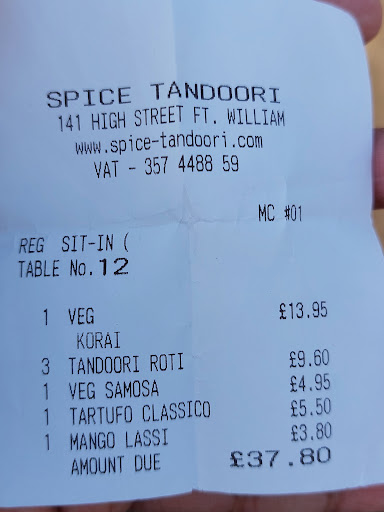 SPICE TANDOORI
141 HIGH STREET FT. WILLIAM
www.spice-tandoori.com
VAT - 357 4488 59
MC #01
REG SIT-IN (
TABLE No.12
1 VEG £13.95
KORAI
3 TANDOORI ROTI £9.60
1 VEG SAMOSA £4.95
1 TARTUFO CLASSICO £5.50
1 MANGO LASSI £3.80
AMOUNT DUE £37.80